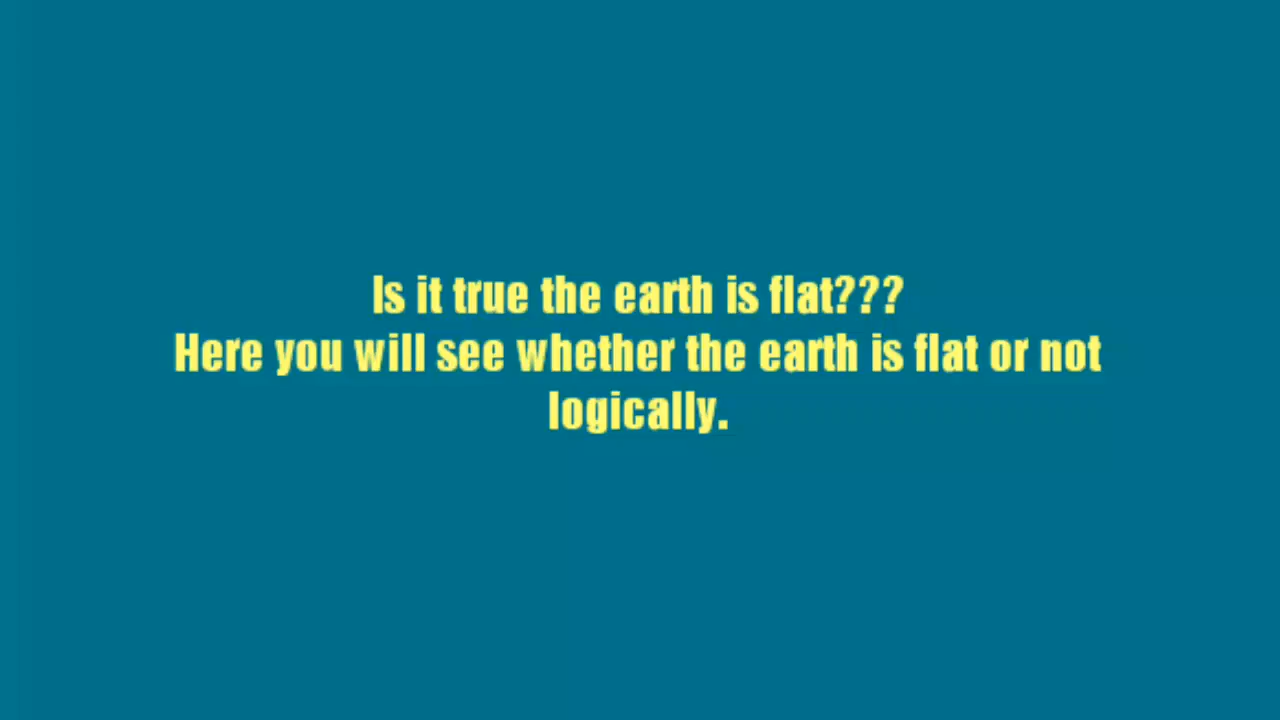 Is it true the earth is flat???
Here you will see whether the earth is flat or not
logically.